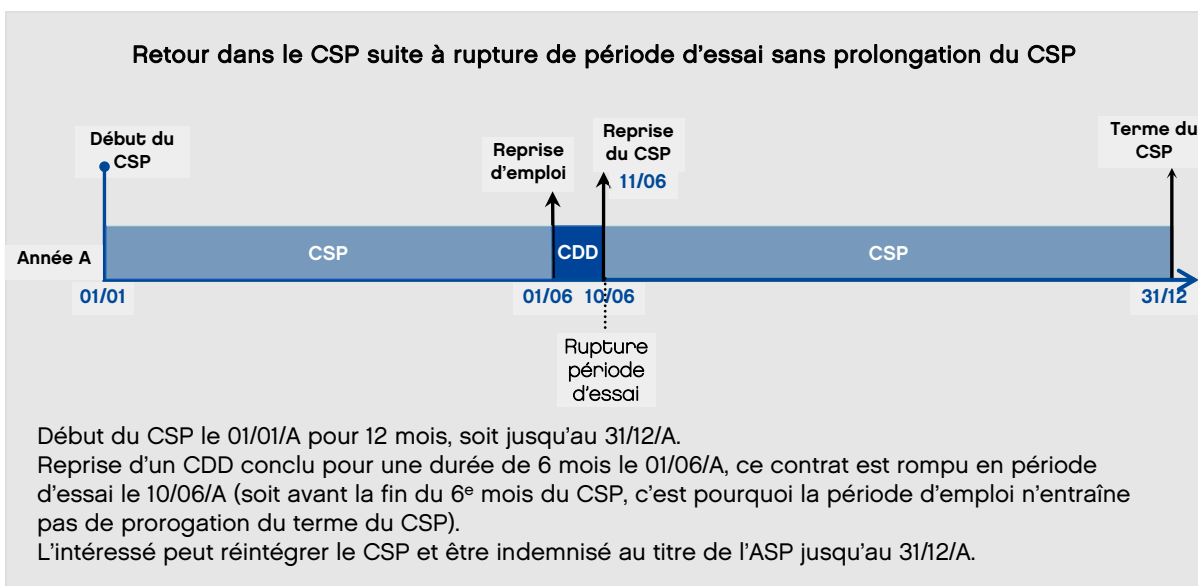 Retour dans le CSP suite à rupture de période d'essai sans prolongation du CSP
Début du
CSP
Reprise
d'emploi
Reprise
du CSP
11/06
Terme du
CSP
Année A
CSP
CDD
CSP
01/01
01/06
10/06
31/12
Rupture
période
d'essai
Début du CSP le 01/01/A pour 12 mois, soit jusqu'au 31/12/A.
Reprise d'un CDD conclu pour une durée de 6 mois le 01/06/A, ce contrat est rompu en période
d'essai le 10/06/A (soit avant la fin du 6e mois du CSP, c'est pourquoi la période d'emploi n'entraîne
pas de prorogation du terme du CSP).
L'intéressé peut réintégrer le CSP et être indemnisé au titre de l'ASP jusqu'au 31/12/A.